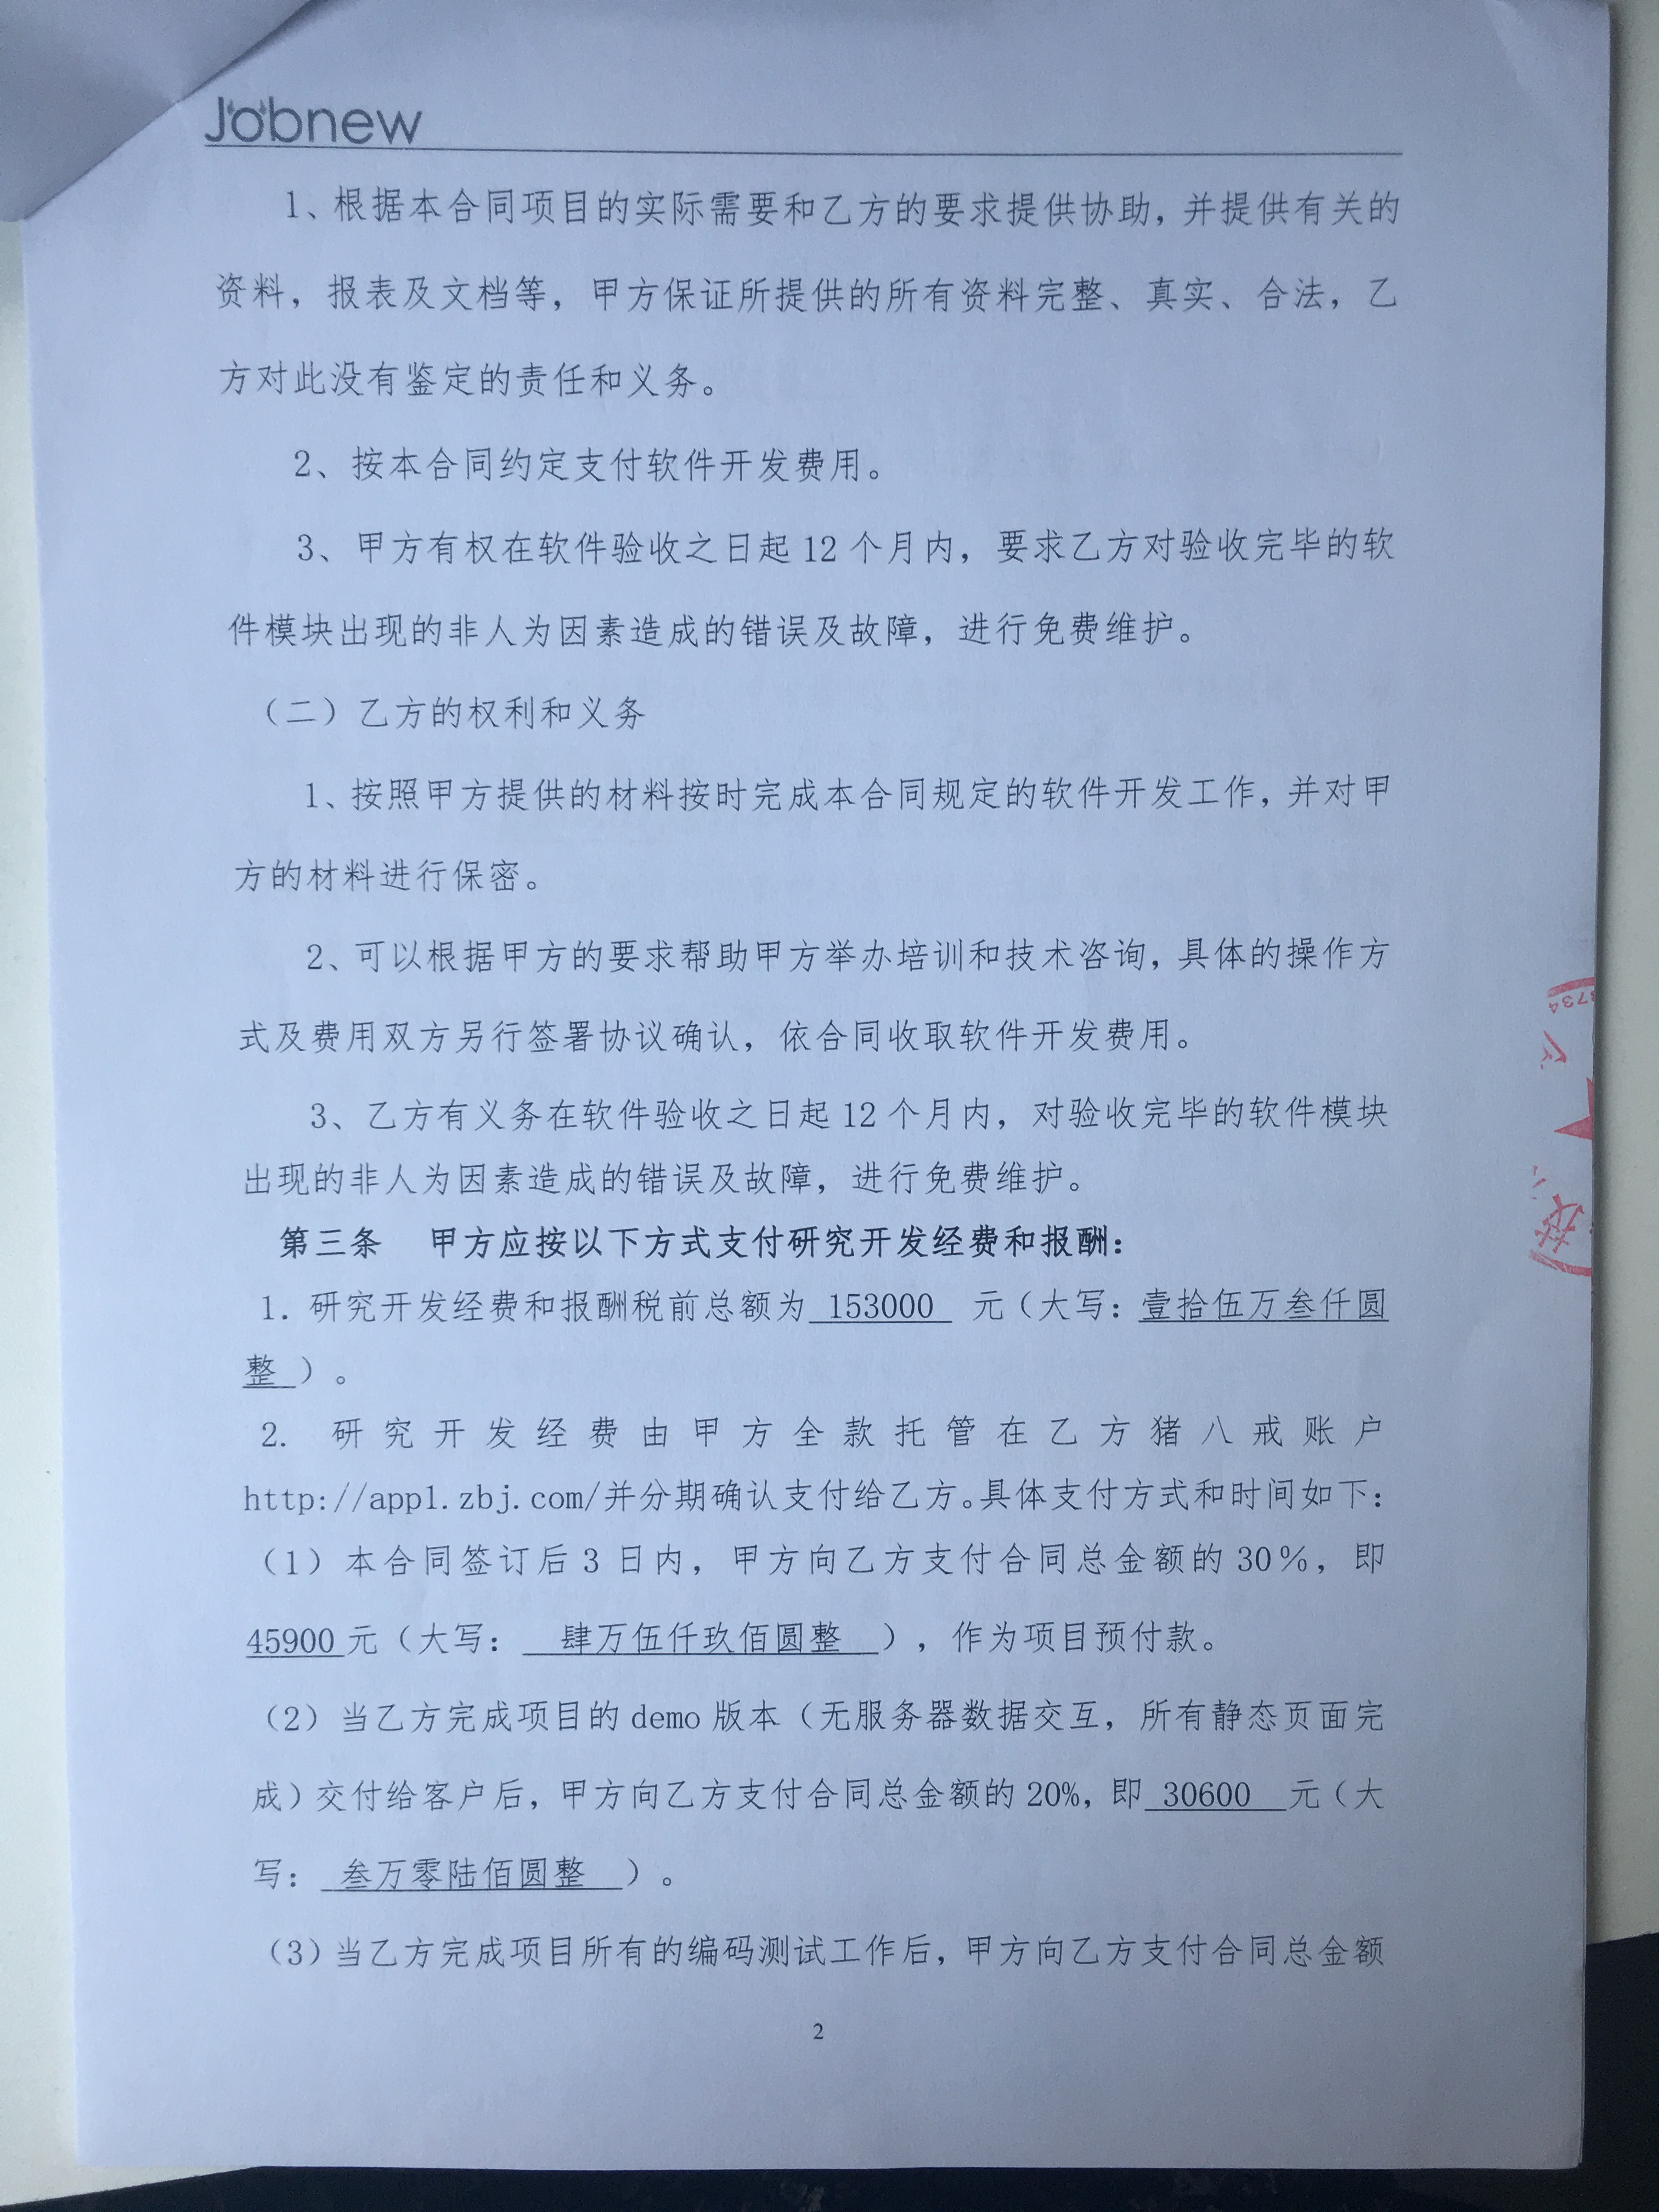 Jobnew
1、根据本合同项目的实际需要和乙方的要求提供协助，并提供有关的
资料，报表及文档等，甲方保证所提供的所有资料完整、真实、合法，乙
方对此没有鉴定的责任和义务。
2、按本合同约定支付软件开发费用。
3、甲方有权在软件验收之日起12个月内，要求乙方对验收完毕的软
件模块出现的非人为因素造成的错误及故障，进行免费维护。
（二）乙方的权利和义务
1、按照甲方提供的材料按时完成本合同规定的软件开发工作，并对甲
方的材料进行保密。
2、可以根据甲方的要求帮助甲方举办培训和技术咨询，具体的操作方
式及费用双方另行签署协议确认，依合同收取软件开发费用。
3、乙方有义务在软件验收之日起12个月内，对验收完毕的软件模块
出现的非人为因素造成的错误及故障，进行免费维护。
第三条 甲方应按以下方式支付研究开发经费和报酬：
1. 研究开发经费和报酬税前总额为 153000 元（大写：壹拾伍万叁仟圆
整 ）。
2. 研究开发经费由甲方全款托管在乙方猪八戒账户
http://app1.zbj.com/并分期确认支付给乙方。具体支付方式和时间如下：
（1）本合同签订后3日内，甲方向乙方支付合同总金额的30%，即
45900元（大写： 肆万伍仟玖佰圆整 ），作为项目预付款。
（2）当乙方完成项目的demo版本（无服务器数据交互，所有静态页面完
成）交付给客户后，甲方向乙方支付合同总金额的20%，即 30600 元（大
写： 叁万零陆佰圆整 ）。
（3）当乙方完成项目所有的编码测试工作后，甲方向乙方支付合同总金额
2
技